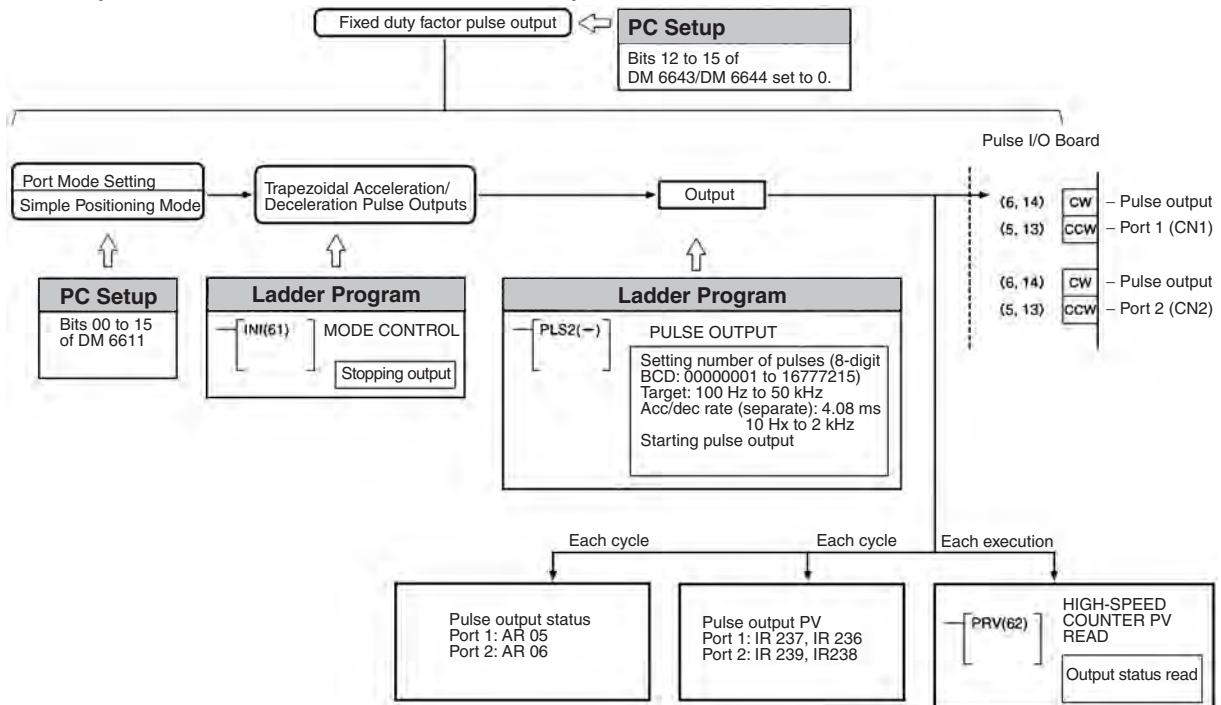 Fixed duty factor pulse output
PC Setup
Bits 12 to 15 of
DM 6643/DM 6644 set to 0.
Pulse I/O Board
Port Mode Setting
Simple Positioning Mode
Trapezoidal Acceleration/
Deceleration Pulse Outputs
Output
(6, 14) CW – Pulse output
(5, 13) CCW – Port 1 (CN1)
(6, 14) CW – Pulse output
(5, 13) CCW – Port 2 (CN2)
PC Setup
Bits 00 to 15
of DM 6611
Ladder Program
INI(61) MODE CONTROL
Stopping output
Ladder Program
PLS2(–) PULSE OUTPUT
Setting number of pulses (8-digit
BCD: 00000001 to 16777215)
Target: 100 Hz to 50 kHz
Acc/dec rate (separate): 4.08 ms
10 Hx to 2 kHz
Starting pulse output
Each cycle
Each cycle
Each execution
Pulse output status
Port 1: AR 05
Port 2: AR 06
Pulse output PV
Port 1: IR 237, IR 236
Port 2: IR 239, IR238
PRV(62)
HIGH-SPEED
COUNTER PV
READ
Output status read